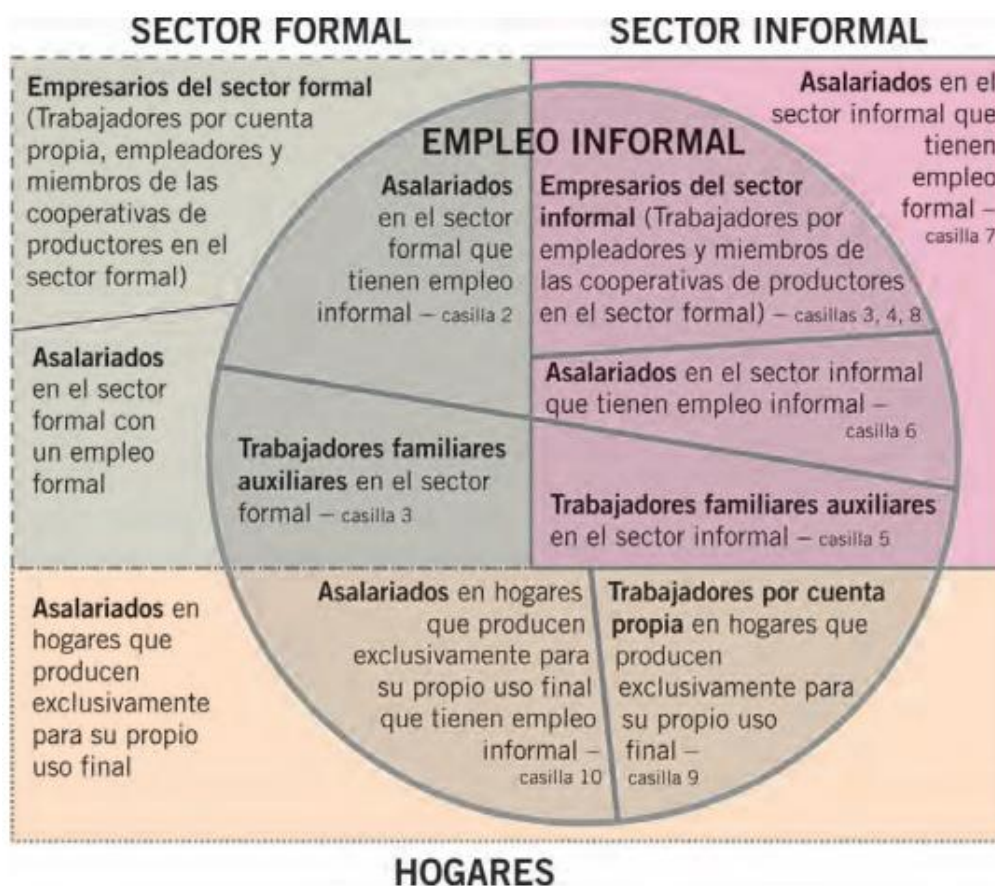 SECTOR FORMAL
SECTOR INFORMAL
Empresarios del sector formal
(Trabajadores por cuenta
propia, empleadores y
miembros de las
cooperativas de
productores en el
sector formal)
Asalariados
en el sector
formal con
un empleo
formal
EMPLEO INFORMAL
Asalariados
en el sector
formal que
tienen empleo
informal – casilla 2
Empresarios del sector
informal (Trabajadores por
empleadores y miembros de
las cooperativas de productores
en el sector formal) – casillas 3, 4, 8
Asalariados en el
sector informal que
tienen
empleo
formal –
casilla 7
Asalariados en el sector informal
que tienen empleo informal –
casilla 6
Trabajadores familiares
auxiliares en el sector
formal – casilla 3
Trabajadores familiares auxiliares
en el sector informal – casilla 5
Asalariados en
hogares que
producen
exclusivamente
para su propio
uso final
Asalariados en hogares
que producen
exclusivamente para
su propio uso final
que tienen empleo
informal –
casilla 10
Trabajadores por cuenta
propia en hogares que
producen
exclusivamente para
su propio uso
final –
casilla 9
HOGARES